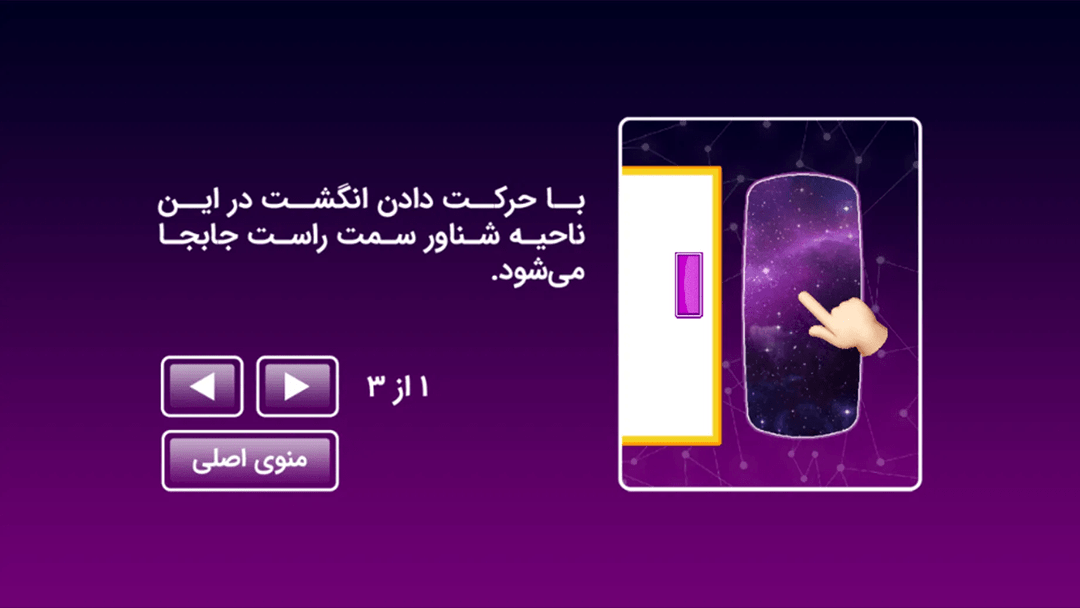 با حرکت دادن انگشت در این
ناحیه شناور سمت راست جابجا
می‌شود.
۱ از ۳
منوی اصلی